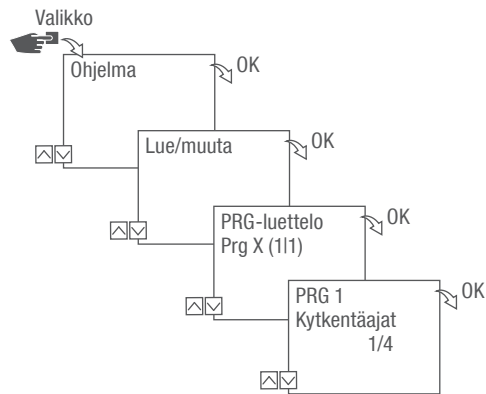 Valikko
Ohjelma
OK
Lue/muuta
OK
PRG-luettelo
Prg X (1|1)
OK
PRG 1
Kytkentäajat
1/4
OK